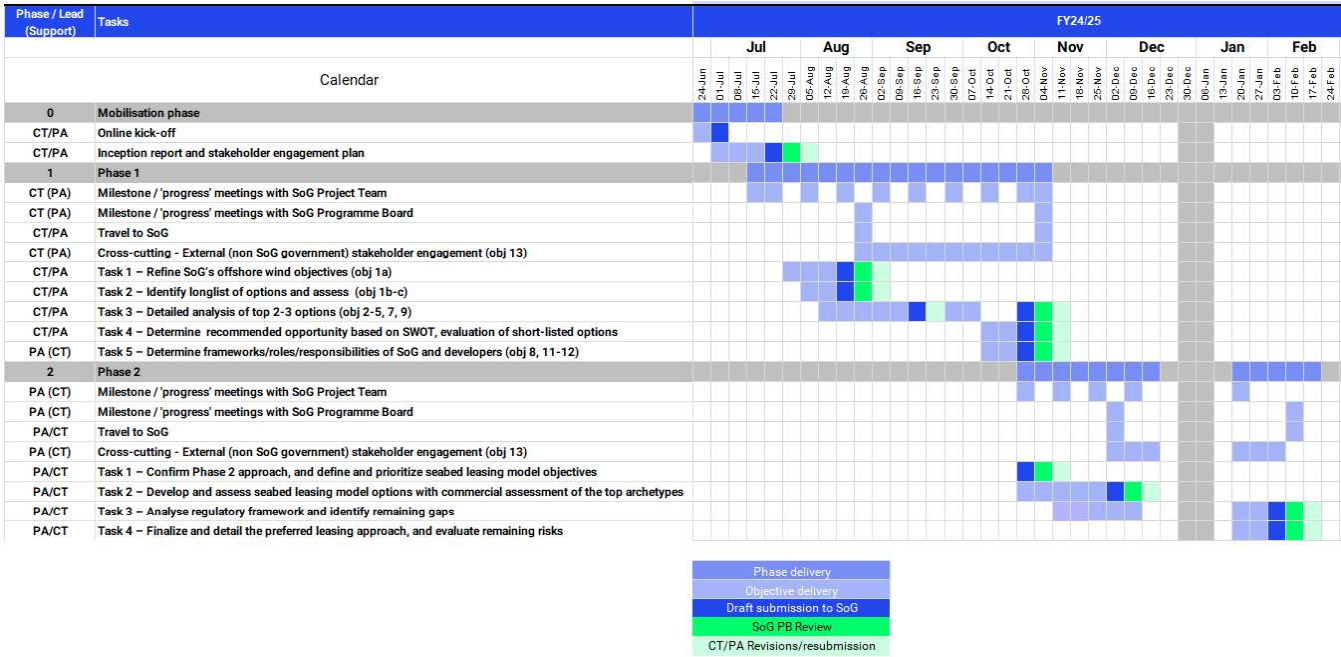 Phase / Lead (Support) Tasks FY24/25
Jul Aug Sep Oct Nov Dec Jan Feb
Calendar 24-Jun 01-Jul 08-Jul 15-Jul 22-Jul 29-Jul 05-Aug 12-Aug 19-Aug 26-Aug 02-Sep 09-Sep 16-Sep 23-Sep 30-Sep 07-Oct 14-Oct 21-Oct 28-Oct 04-Nov 11-Nov 18-Nov 25-Nov 02-Dec 09-Dec 16-Dec 23-Dec 30-Dec 06-Jan 13-Jan 20-Jan 27-Jan 03-Feb 10-Feb 17-Feb 24-Feb
0 Mobilisation phase
CT/PA Online kick-off
CT/PA Inception report and stakeholder engagement plan
1 Phase 1
CT (PA) Milestone / 'progress' meetings with SoG Project Team
CT (PA) Milestone / 'progress' meetings with SoG Programme Board
CT/PA Travel to SoG
CT (PA) Cross-cutting - External (non SoG government) stakeholder engagement (obj 13)
CT/PA Task 1 – Refine SoG's offshore wind objectives (obj 1a)
CT/PA Task 2 – Identify longlist of options and assess (obj 1b-c)
CT/PA Task 3 – Detailed analysis of top 2-3 options (obj 2-5, 7, 9)
CT/PA Task 4 – Determine recommended opportunity based on SWOT, evaluation of short-listed options
PA (CT) Task 5 – Determine frameworks/roles/responsibilities of SoG and developers (obj 8, 11-12)
2 Phase 2
PA (CT) Milestone / 'progress' meetings with SoG Project Team
PA (CT) Milestone / 'progress' meetings with SoG Programme Board
PA/CT Travel to SoG
PA (CT) Cross-cutting - External (non SoG government) stakeholder engagement (obj 13)
PA/CT Task 1 – Confirm Phase 2 approach, and define and prioritize seabed leasing model objectives
PA/CT Task 2 – Develop and assess seabed leasing model options with commercial assessment of the top archetypes
PA/CT Task 3 – Analyse regulatory framework and identify remaining gaps
PA/CT Task 4 – Finalize and detail the preferred leasing approach, and evaluate remaining risks
Phase delivery
Objective delivery
Draft submission to SoG
SoG PB Review
CT/PA Revisions/resubmission